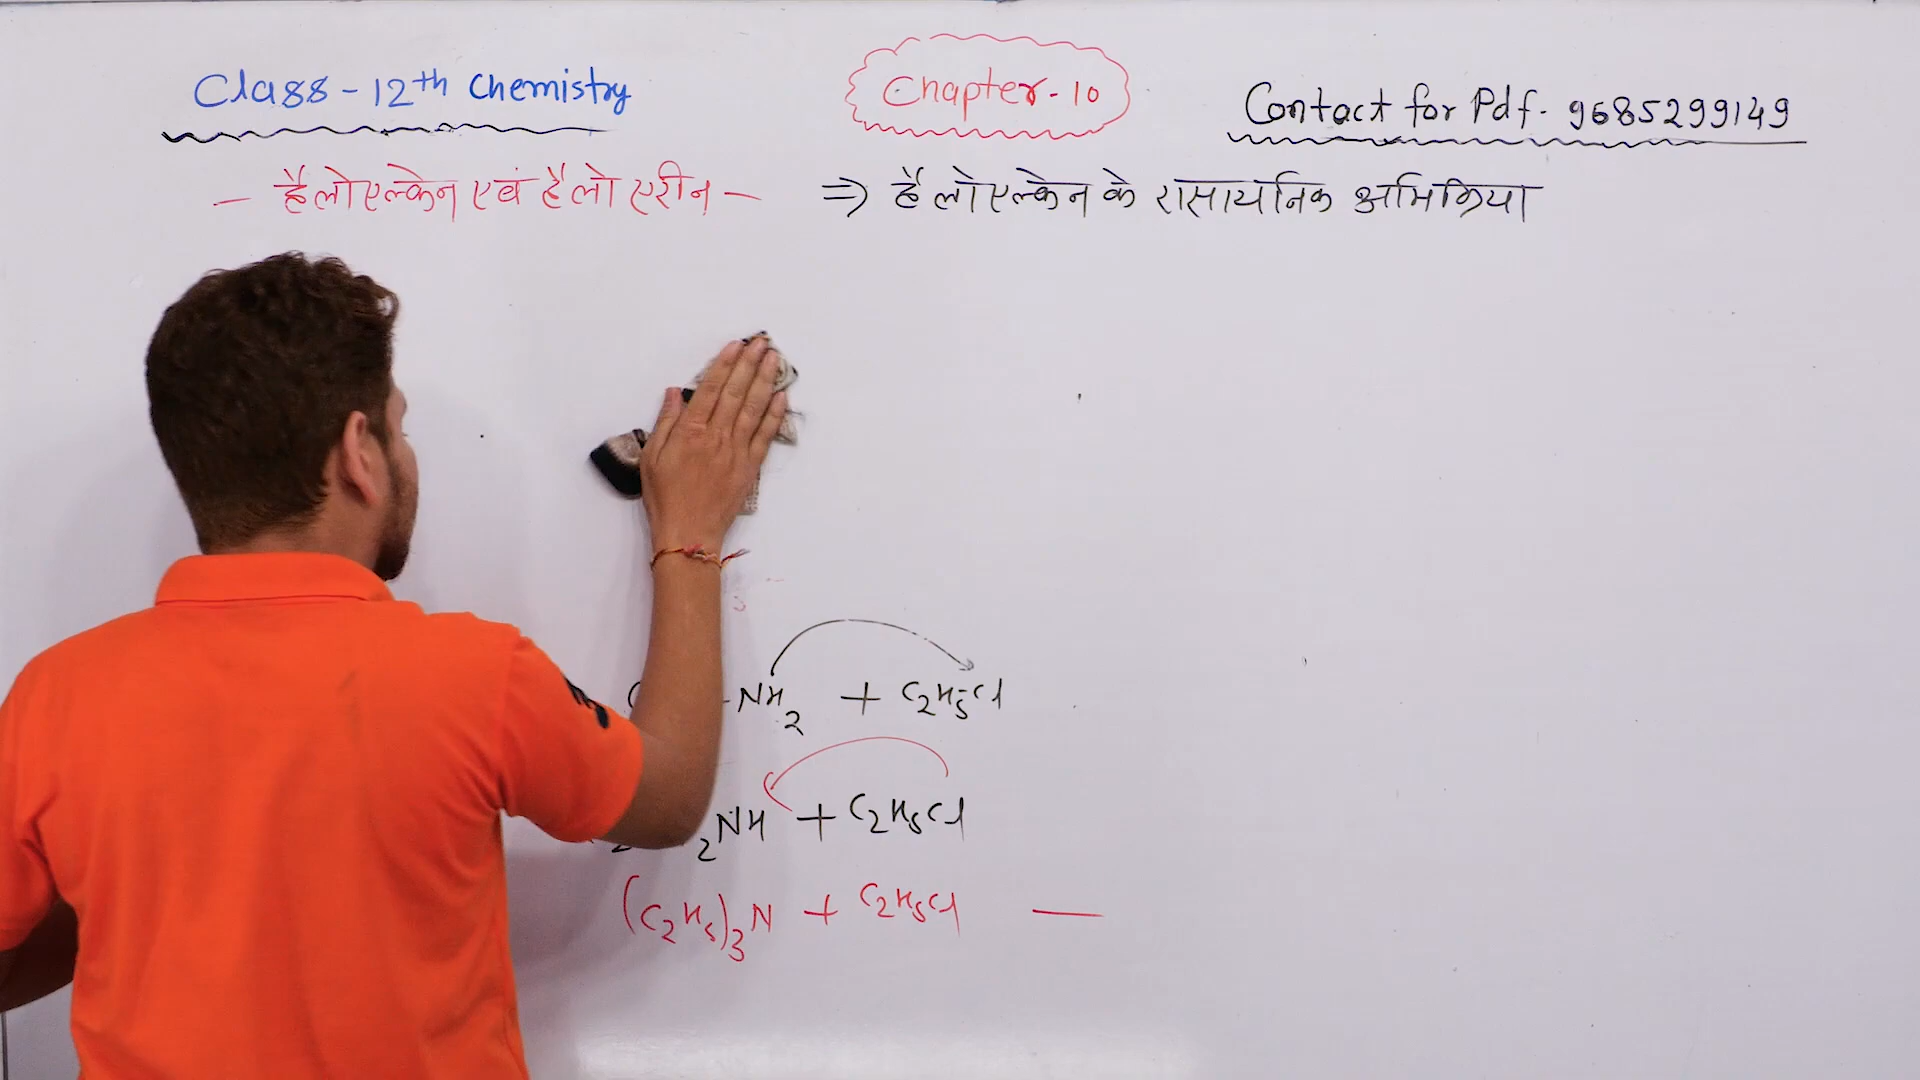 Class - 12th Chemistry
Chapter - 10
Contact for Pdf - 9685299149
- हैलोएल्केन एवं हैलोएरीन -
⇒ हैलोएल्केन के रासायनिक अभिक्रिया
-NH2 + C2H5Cl
2NH + C2H5Cl
(C2H5)3N + C2H5Cl —